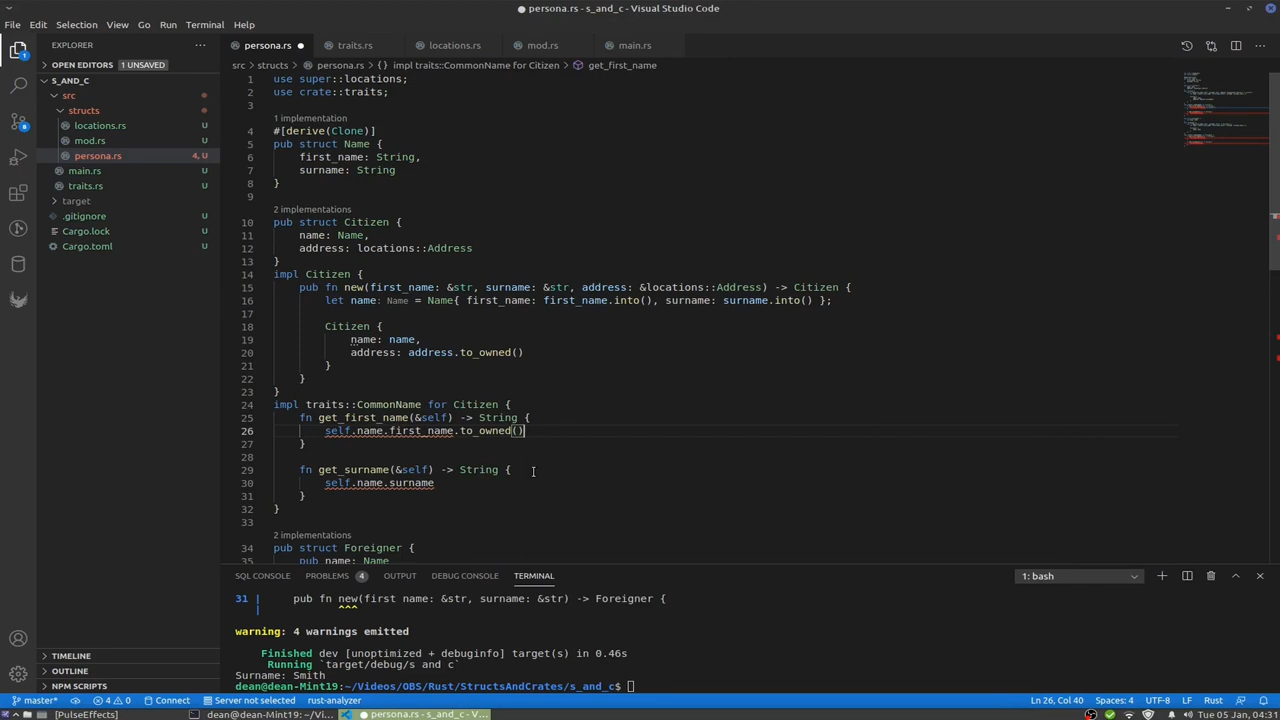 persona.rs - s_and_c - Visual Studio Code
File Edit Selection View Go Run Terminal Help
EXPLORER
OPEN EDITORS 1 UNSAVED
S_AND_C
src
structs
locations.rs U
mod.rs U
persona.rs 4, U
main.rs U
traits.rs U
target
.gitignore U
Cargo.lock U
Cargo.toml U
TIMELINE
OUTLINE
NPM SCRIPTS
persona.rs traits.rs locations.rs mod.rs main.rs
src > structs > persona.rs > {} impl traits::CommonName for Citizen > get_first_name
1 use super::locations;
2 use crate::traits;
3
1 implementation
4 #[derive(Clone)]
5 pub struct Name {
6 first_name: String,
7 surname: String
8 }
9
2 implementations
10 pub struct Citizen {
11 name: Name,
12 address: locations::Address
13 }
14 impl Citizen {
15 pub fn new(first_name: &str, surname: &str, address: &locations::Address) -> Citizen {
16 let name: Name = Name{ first_name: first_name.into(), surname: surname.into() };
17
18 Citizen {
19 name: name,
20 address: address.to_owned()
21 }
22 }
23 }
24 impl traits::CommonName for Citizen {
25 fn get_first_name(&self) -> String {
26 self.name.first_name.to_owned()
27 }
28
29 fn get_surname(&self) -> String {
30 self.name.surname
31 }
32 }
33
2 implementations
34 pub struct Foreigner {
35 pub name: Name
SQL CONSOLE PROBLEMS 4 OUTPUT DEBUG CONSOLE TERMINAL 1: bash
31 | pub fn new(first name: &str, surname: &str) -> Foreigner {
| ^^^
warning: 4 warnings emitted
Finished dev [unoptimized + debuginfo] target(s) in 0.46s
Running `target/debug/s and c`
Surname: Smith
dean@dean-Mint19:~/Videos/OBS/Rust/StructsAndCrates/s_and_c$
master* 4 0 Connect Server not selected rust-analyzer Ln 26, Col 40 Spaces: 4 UTF-8 LF Rust
[PulseEffects] dean@dean-Mint19: ~/Vi... persona.rs - s_and_c - ... Tue 05 Jan, 04:31